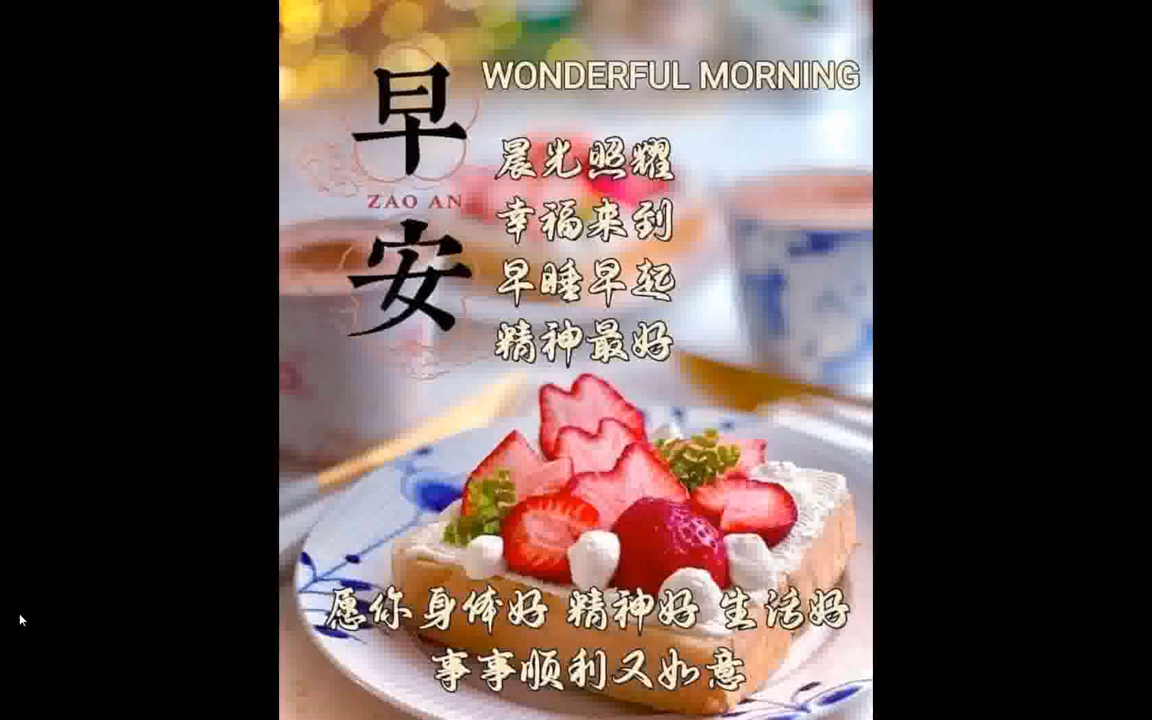 早安
ZAO AN
WONDERFUL MORNING
晨光照耀
幸福来到
早睡早起
精神最好
愿你身体好 精神好 生活好
事事顺利又如意